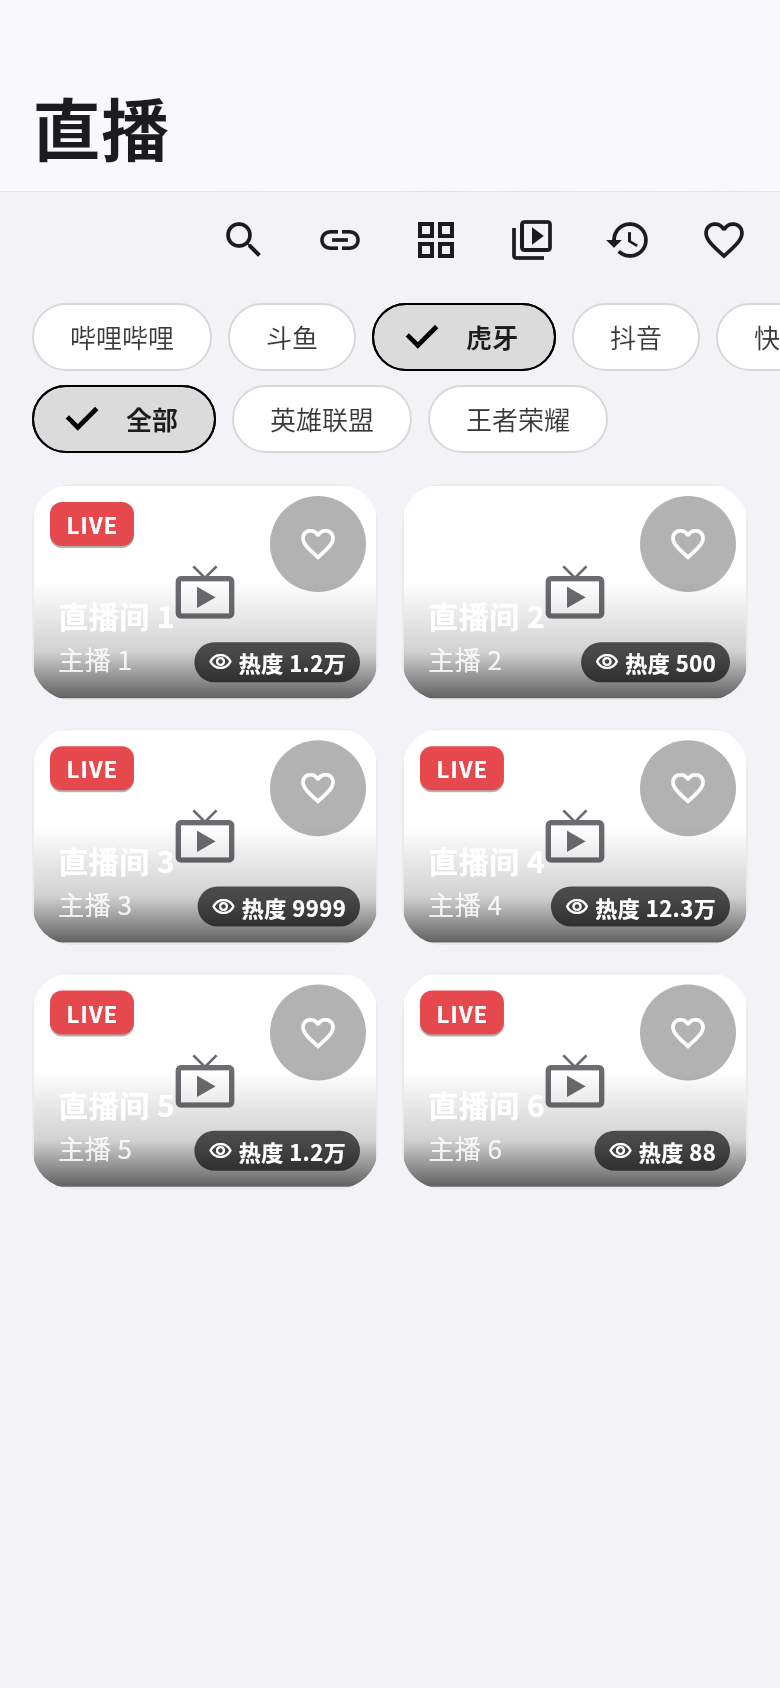 直播
哔哩哔哩 斗鱼 虎牙 抖音 快
全部 英雄联盟 王者荣耀
LIVE
直播间 1
主播 1 热度 1.2万
直播间 2
主播 2 热度 500
LIVE
直播间 3
主播 3 热度 9999
LIVE
直播间 4
主播 4 热度 12.3万
LIVE
直播间 5
主播 5 热度 1.2万
LIVE
直播间 6
主播 6 热度 88